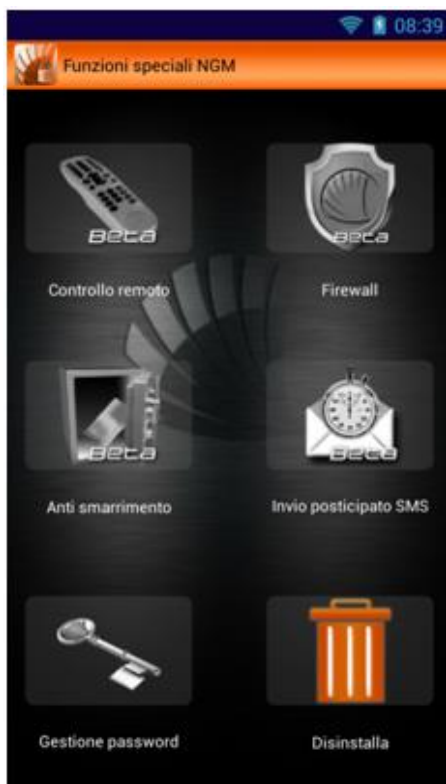 08:39
Funzioni speciali NGM
Beta
Beta
Controllo remoto
Firewall
Beta
Beta
Anti smarrimento
Invio posticipato SMS
Gestione password
Disinstalla